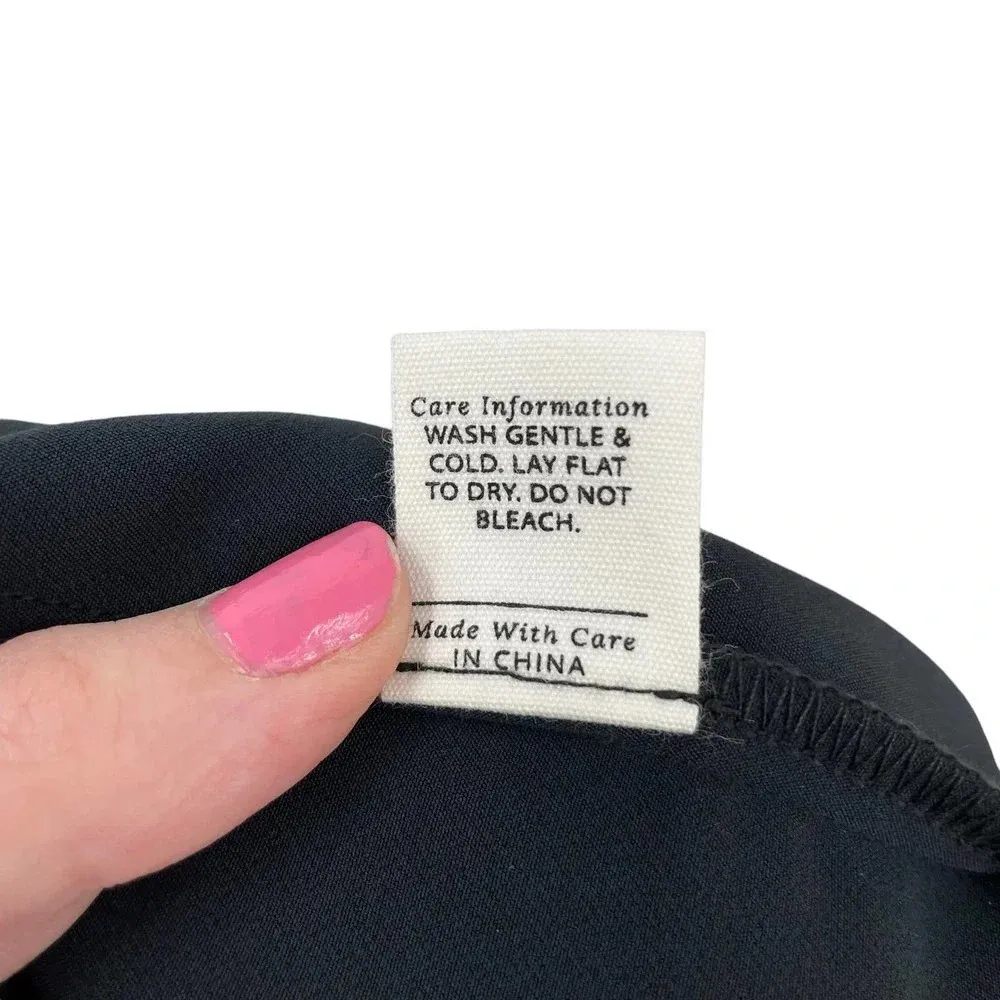 Care Information
WASH GENTLE &
COLD. LAY FLAT
TO DRY. DO NOT
BLEACH.
Made With Care
IN CHINA